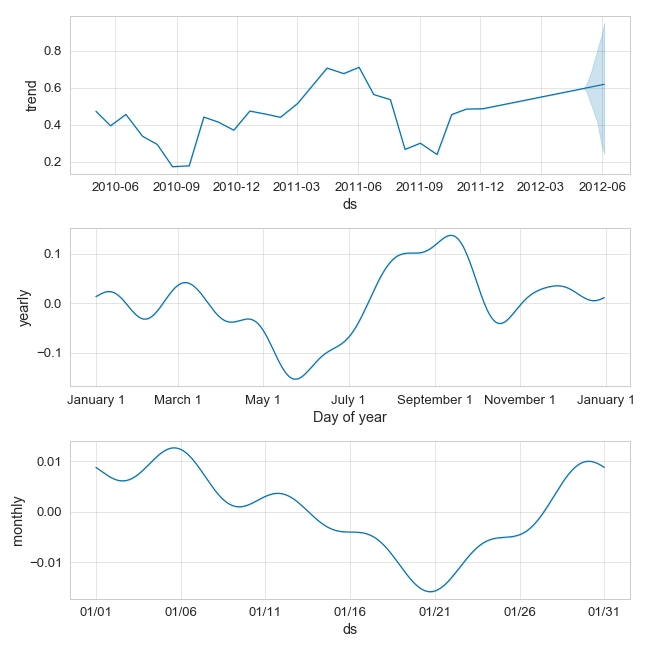 0.8
0.6
0.4
0.2
trend
2010-06 2010-09 2010-12 2011-03 2011-06 2011-09 2011-12 2012-03 2012-06
ds
0.1
0.0
−0.1
yearly
January 1 March 1 May 1 July 1 September 1 November 1 January 1
Day of year
0.01
0.00
−0.01
monthly
01/01 01/06 01/11 01/16 01/21 01/26 01/31
ds